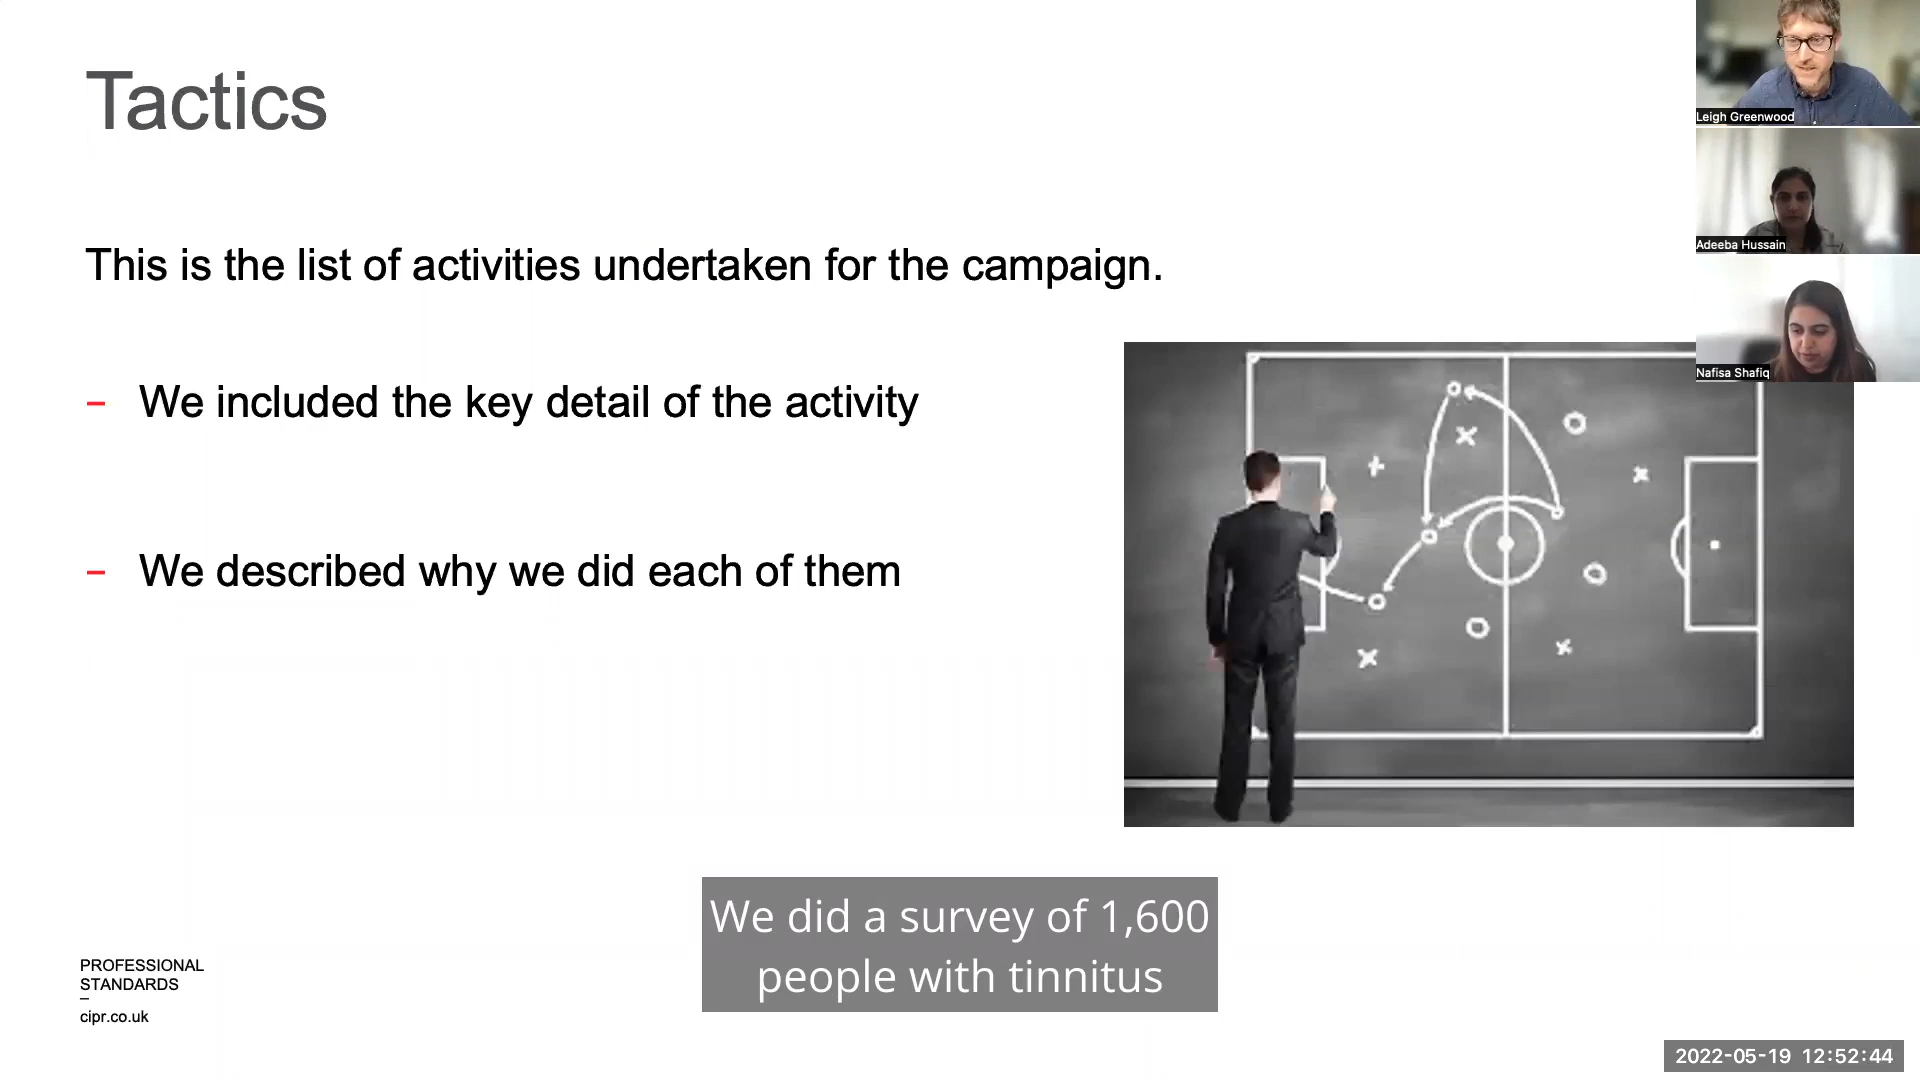 Tactics
Leigh Greenwood
Adeeba Hussain
This is the list of activities undertaken for the campaign.
Nafisa Shafiq
– We included the key detail of the activity
– We described why we did each of them
We did a survey of 1,600
people with tinnitus
PROFESSIONAL
STANDARDS
–
cipr.co.uk
2022-05-19 12:52:44